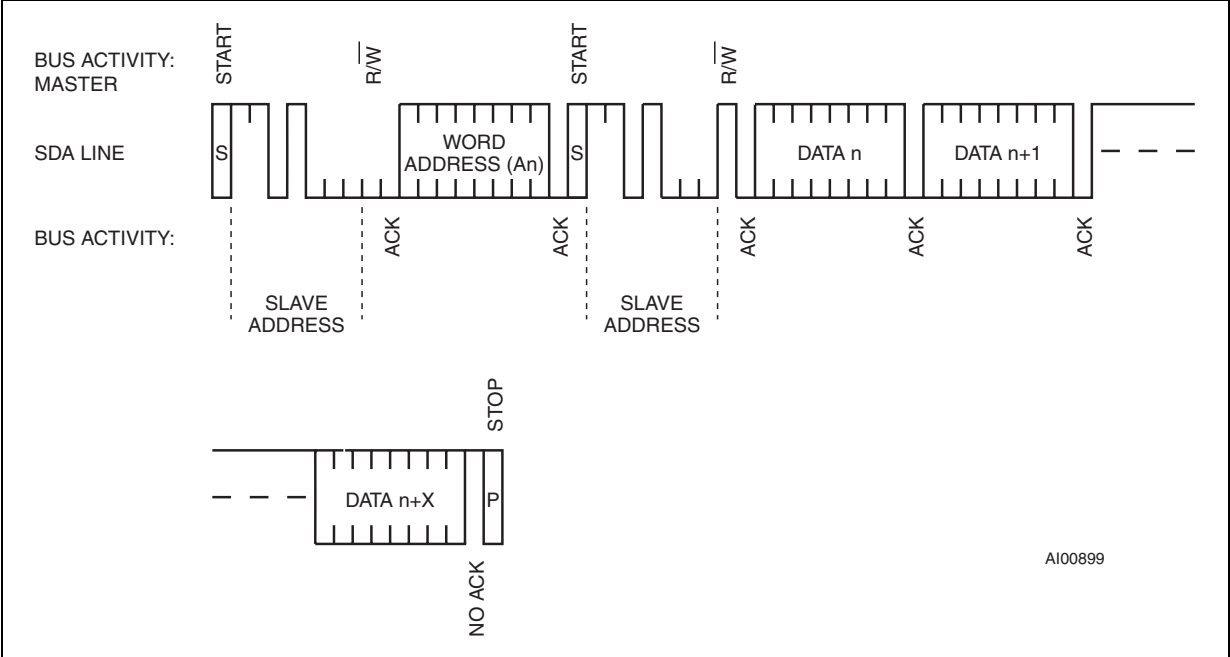 BUS ACTIVITY:
MASTER
START
R/W
START
R/W
SDA LINE
S
WORD
ADDRESS (An)
S
DATA n
DATA n+1
BUS ACTIVITY:
ACK
ACK
ACK
ACK
ACK
SLAVE
ADDRESS
SLAVE
ADDRESS
STOP
DATA n+X
P
NO ACK
AI00899